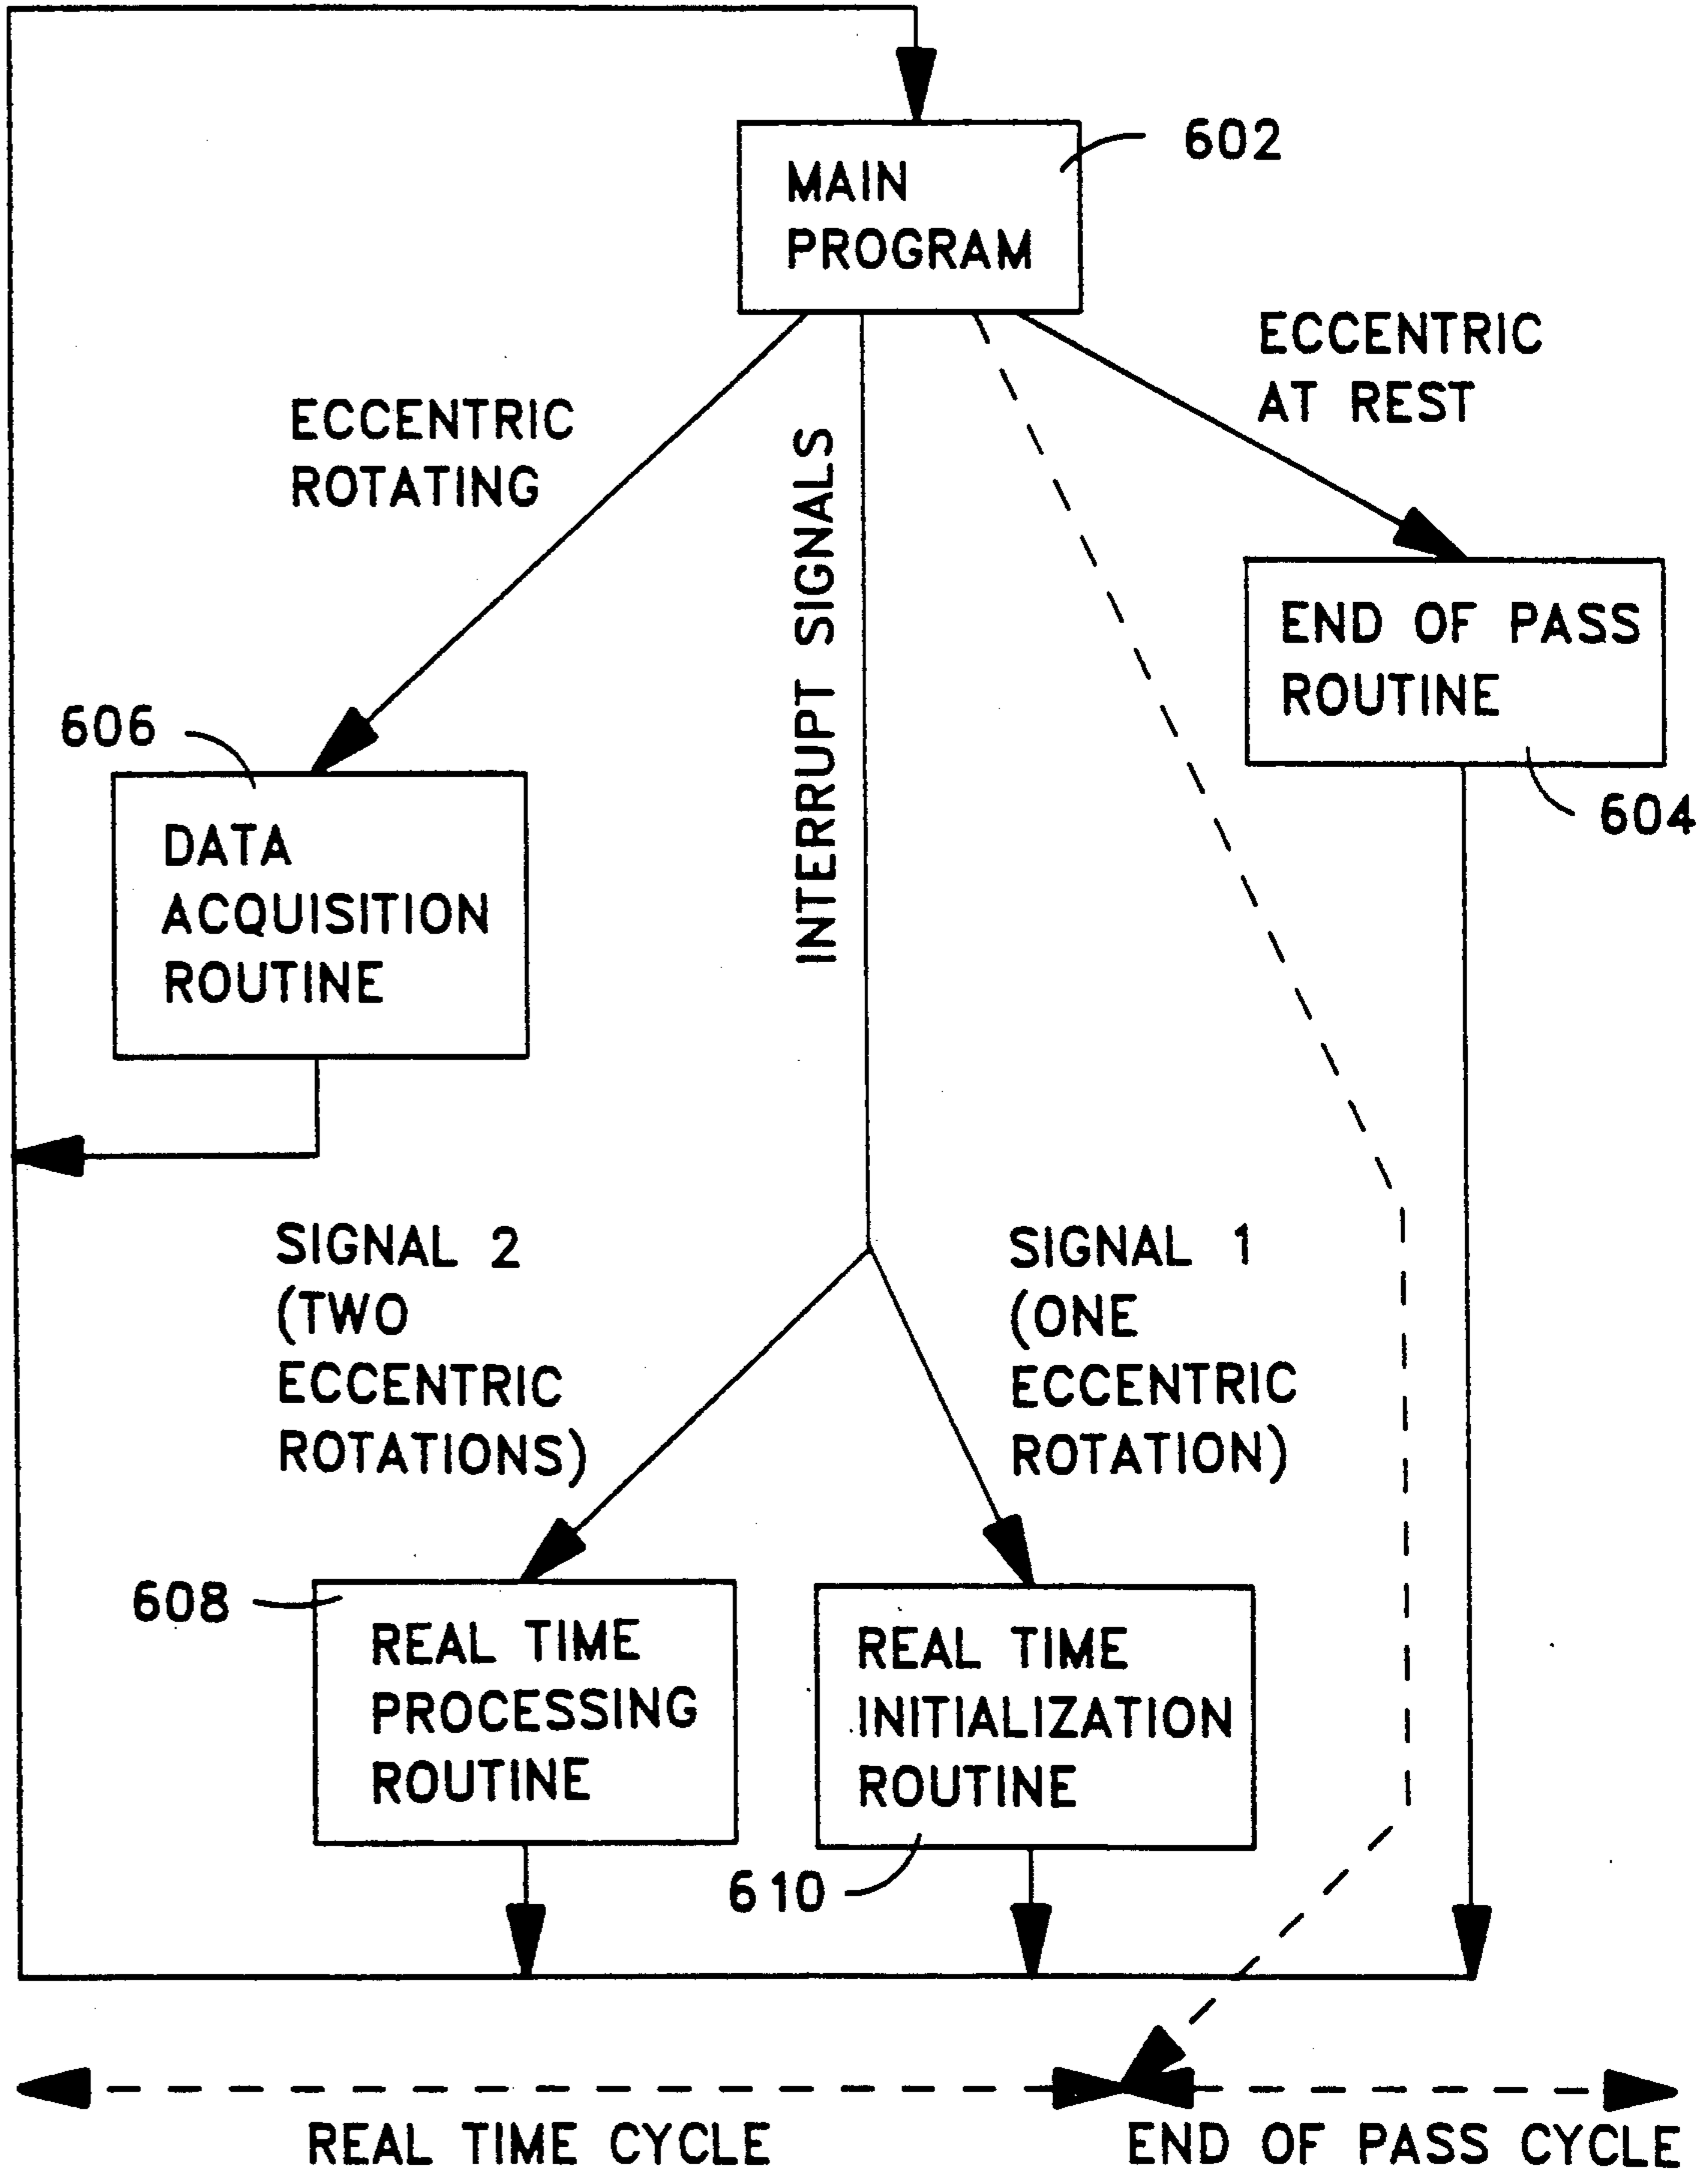 602
MAIN
PROGRAM
ECCENTRIC
AT REST
ECCENTRIC
ROTATING
INTERRUPT SIGNALS
END OF PASS
ROUTINE
604
606
DATA
ACQUISITION
ROUTINE
SIGNAL 2
(TWO
ECCENTRIC
ROTATIONS)
SIGNAL 1
(ONE
ECCENTRIC
ROTATION)
608
REAL TIME
PROCESSING
ROUTINE
REAL TIME
INITIALIZATION
ROUTINE
610
REAL TIME CYCLE
END OF PASS CYCLE